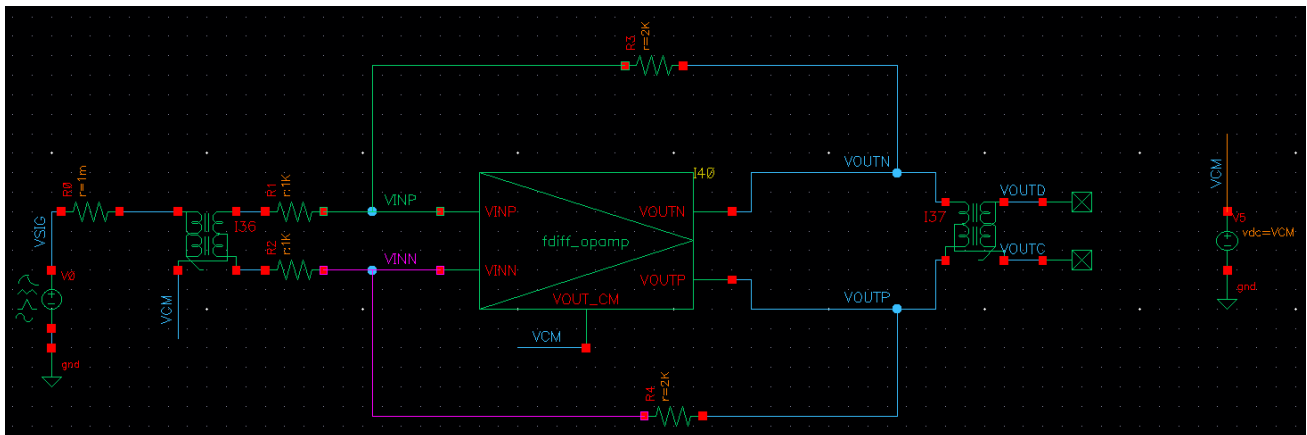 R3
r=2K
I40
VOUTN
VOUTD
R0
r=1m
R1
r:1K
VINP
VINP
VOUTN
I37
VCM
V5
vdc=VCM
VSIG
I36
R2
r:1K
fdiff_opamp
VOUTC
VINN
VINN
VOUTP
V0
VCM
VOUT_CM
VOUTP
gnd
VCM
gnd
R4
r=2K